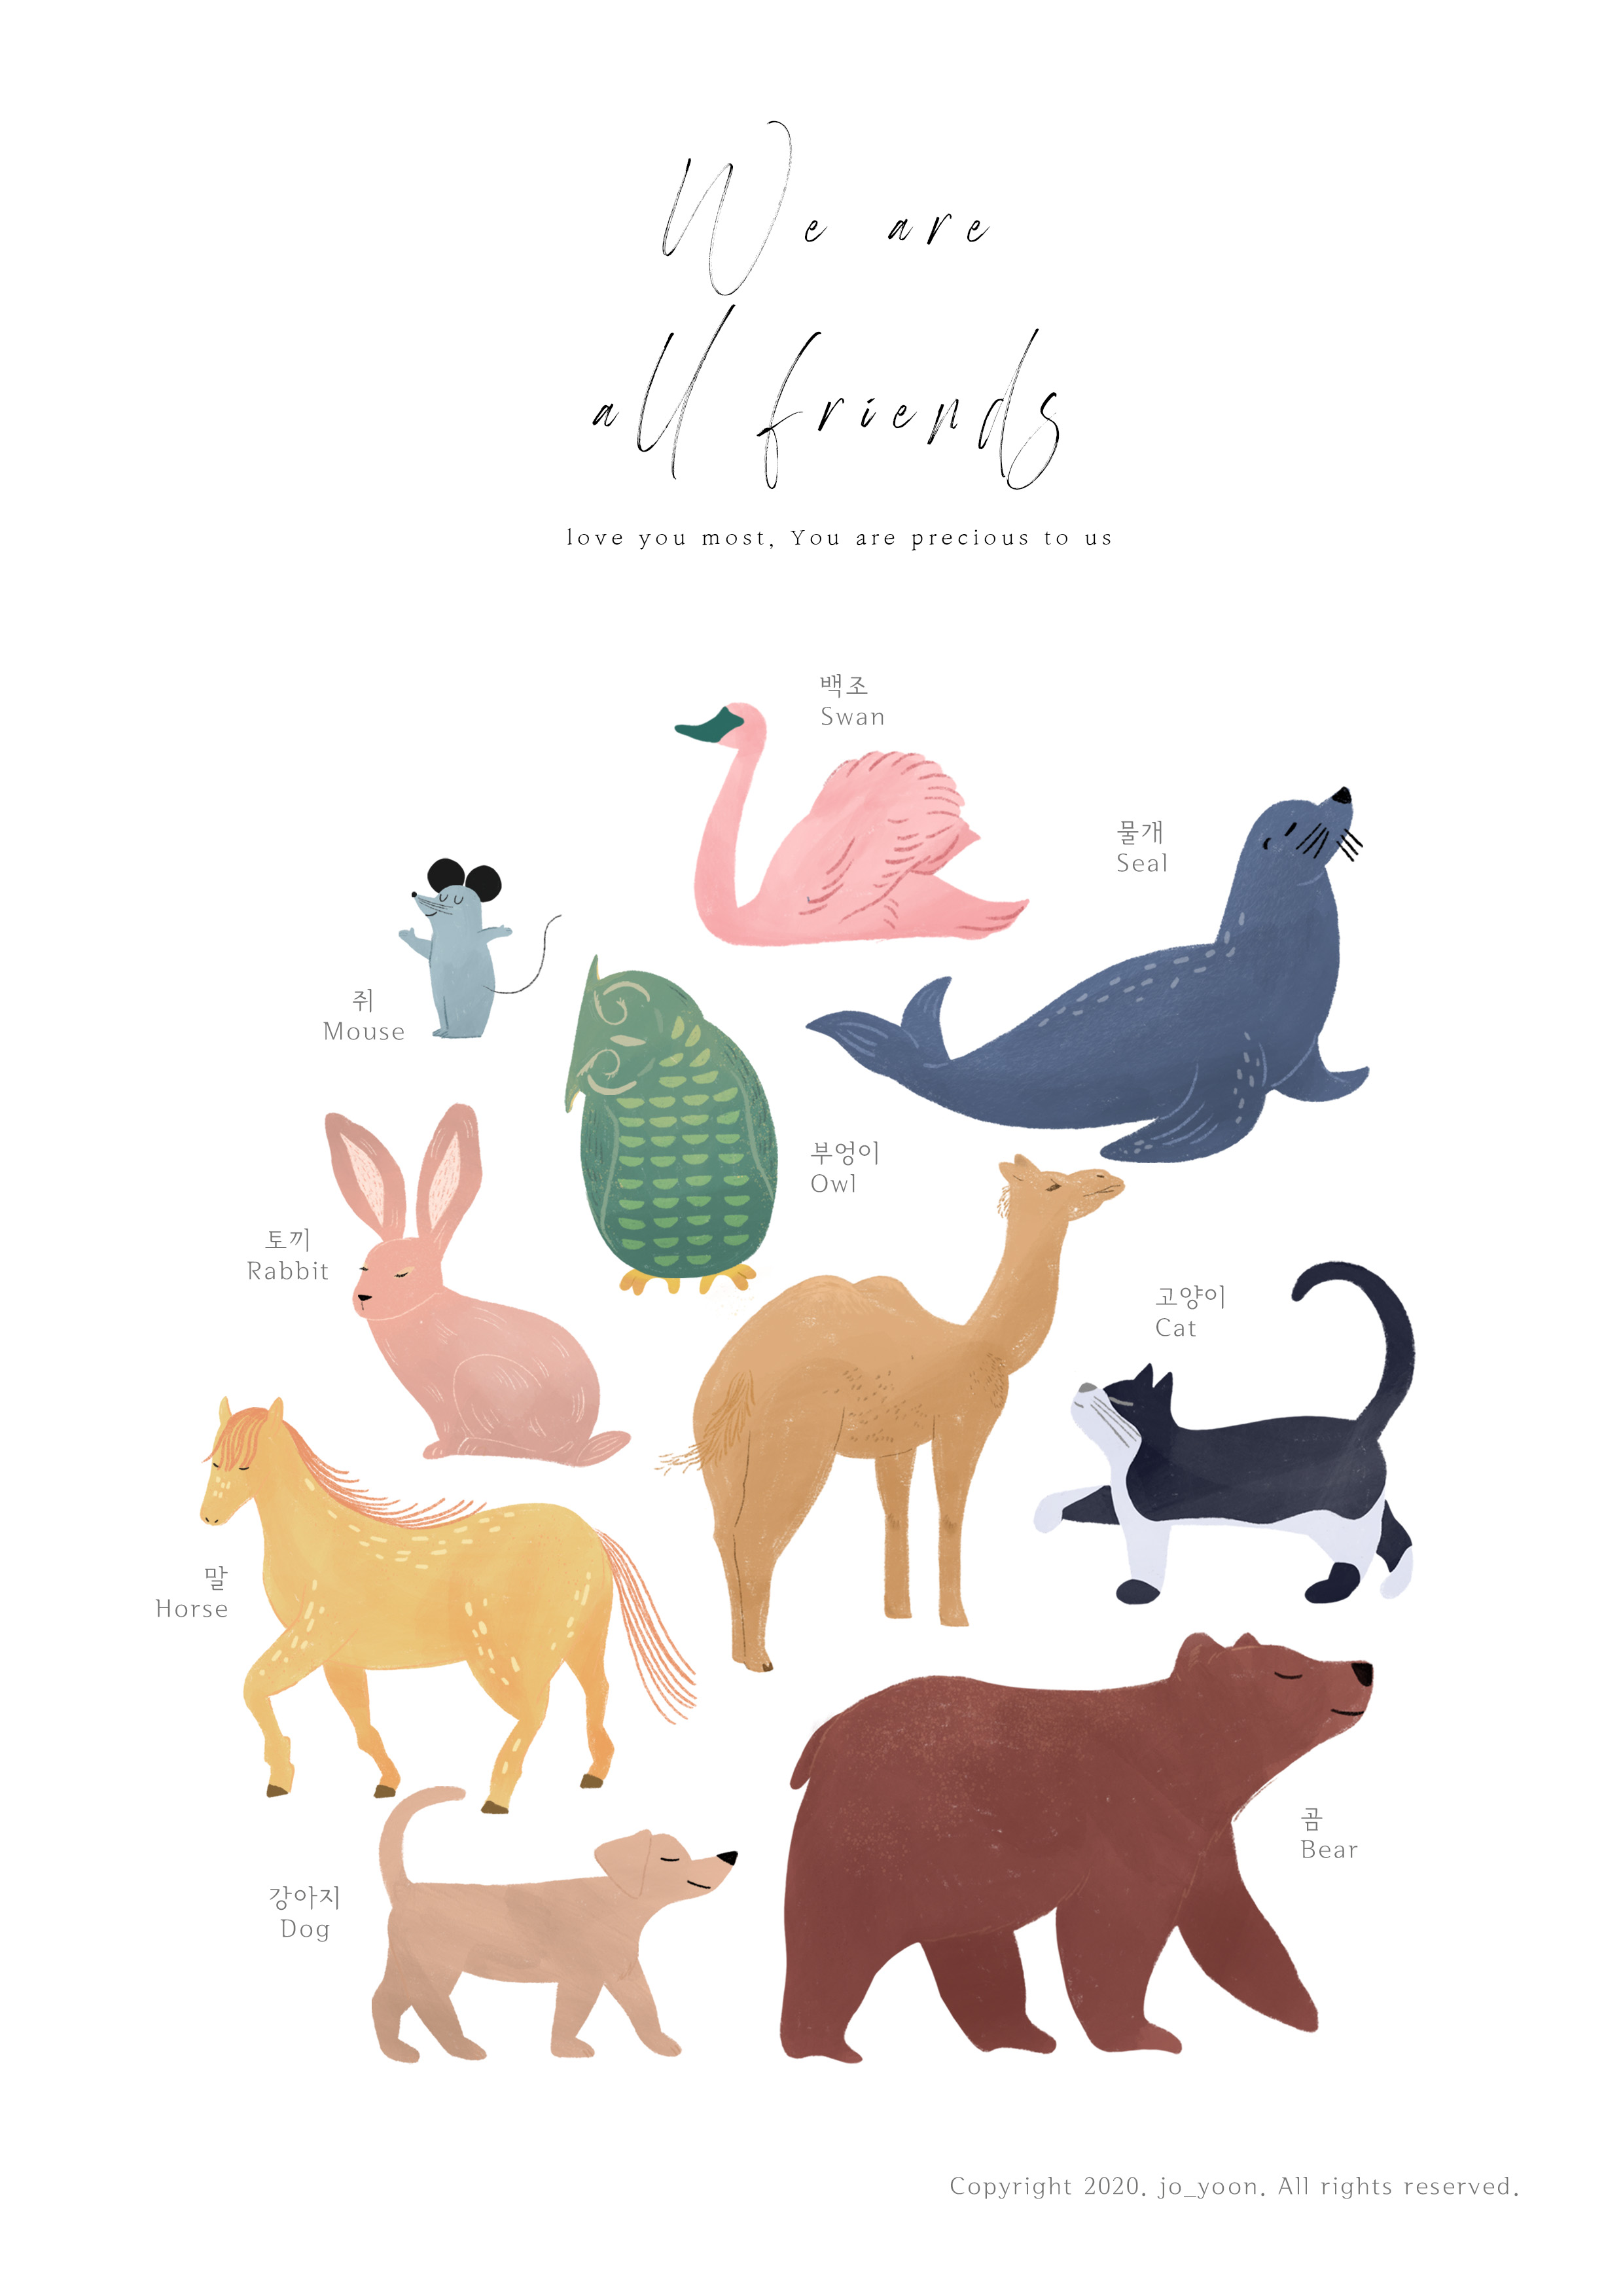 We are
all friends
love you most, You are precious to us
백조
Swan
물개
Seal
쥐
Mouse
부엉이
Owl
토끼
Rabbit
고양이
Cat
말
Horse
곰
Bear
강아지
Dog
Copyright 2020. jo_yoon. All rights reserved.